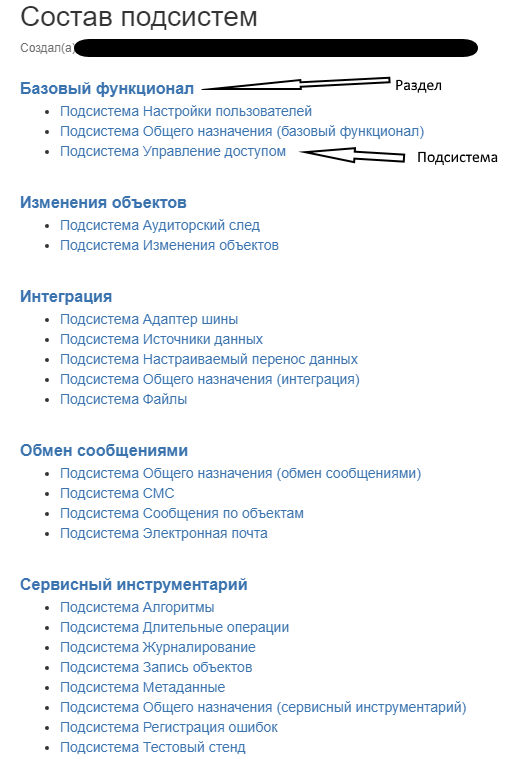 Состав подсистем
Создал(а)
Базовый функционал
Раздел
Подсистема Настройки пользователей
Подсистема Общего назначения (базовый функционал)
Подсистема Управление доступом
Подсистема
Изменения объектов
Подсистема Аудиторский след
Подсистема Изменения объектов
Интеграция
Подсистема Адаптер шины
Подсистема Источники данных
Подсистема Настраиваемый перенос данных
Подсистема Общего назначения (интеграция)
Подсистема Файлы
Обмен сообщениями
Подсистема Общего назначения (обмен сообщениями)
Подсистема СМС
Подсистема Сообщения по объектам
Подсистема Электронная почта
Сервисный инструментарий
Подсистема Алгоритмы
Подсистема Длительные операции
Подсистема Журналирование
Подсистема Запись объектов
Подсистема Метаданные
Подсистема Общего назначения (сервисный инструментарий)
Подсистема Регистрация ошибок
Подсистема Тестовый стенд